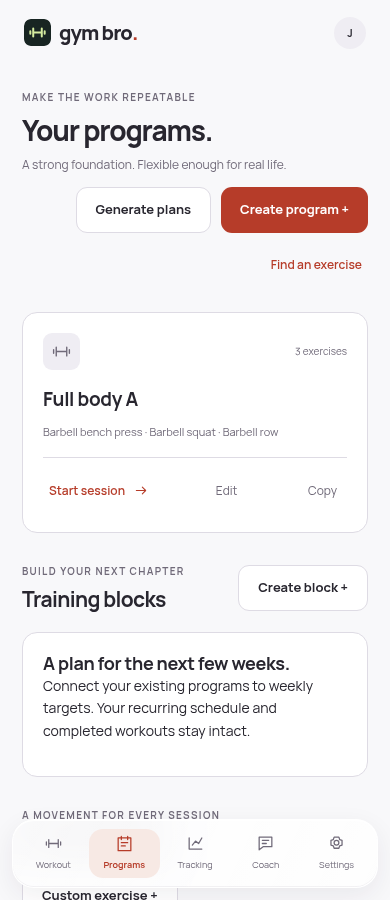 gym bro.
J
MAKE THE WORK REPEATABLE
Your programs.
A strong foundation. Flexible enough for real life.
Generate plans
Create program +
Find an exercise
3 exercises
Full body A
Barbell bench press · Barbell squat · Barbell row
Start session →
Edit
Copy
BUILD YOUR NEXT CHAPTER
Training blocks
Create block +
A plan for the next few weeks.
Connect your existing programs to weekly
targets. Your recurring schedule and
completed workouts stay intact.
A MOVEMENT FOR EVERY SESSION
Custom exercise +
Workout
Programs
Tracking
Coach
Settings